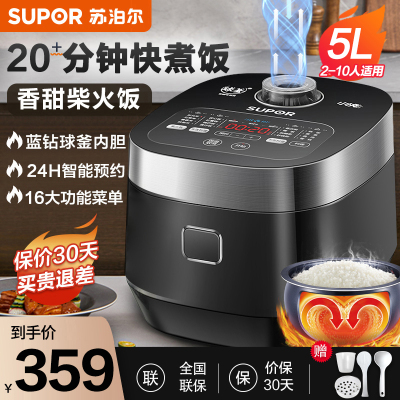 SUPOR 苏泊尔
20+分钟快煮饭
5L
2-10人适用
香甜柴火饭
蓝钻球釜内胆
24H智能预约
16大功能菜单
SUPOR
保价30天
买贵退差
到手价
¥359
联 全国联保
保 价保30天
赠